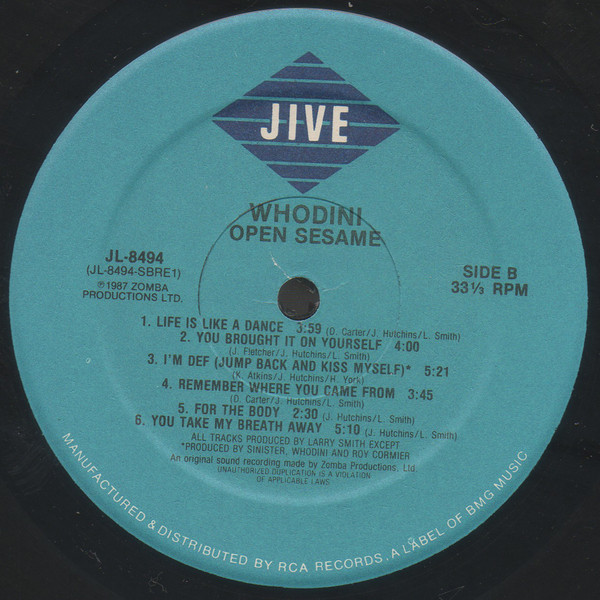 JIVE
WHODINI
OPEN SESAME
JL-8494
(JL-8494-SBRE1)
℗1987 ZOMBA
PRODUCTIONS LTD.
SIDE B
33⅓ RPM
1. LIFE IS LIKE A DANCE 3:59 (D. Carter/J. Hutchins/L. Smith)
2. YOU BROUGHT IT ON YOURSELF 4:00
(J. Fletcher/J. Hutchins/L. Smith)
3. I'M DEF (JUMP BACK AND KISS MYSELF)* 5:21
(K. Atkins/J. Hutchins/H. York)
4. REMEMBER WHERE YOU CAME FROM 3:45
(D. Carter/J. Hutchins/L. Smith)
5. FOR THE BODY 2:30 (J. Hutchins/L. Smith)
6. YOU TAKE MY BREATH AWAY 5:10 (J. Hutchins/L. Smith)
ALL TRACKS PRODUCED BY LARRY SMITH EXCEPT
*PRODUCED BY SINISTER, WHODINI AND ROY CORMIER
An original sound recording made by Zomba Productions, Ltd.
UNAUTHORIZED DUPLICATION IS A VIOLATION
OF APPLICABLE LAWS
MANUFACTURED & DISTRIBUTED BY RCA RECORDS. A LABEL OF BMG MUSIC